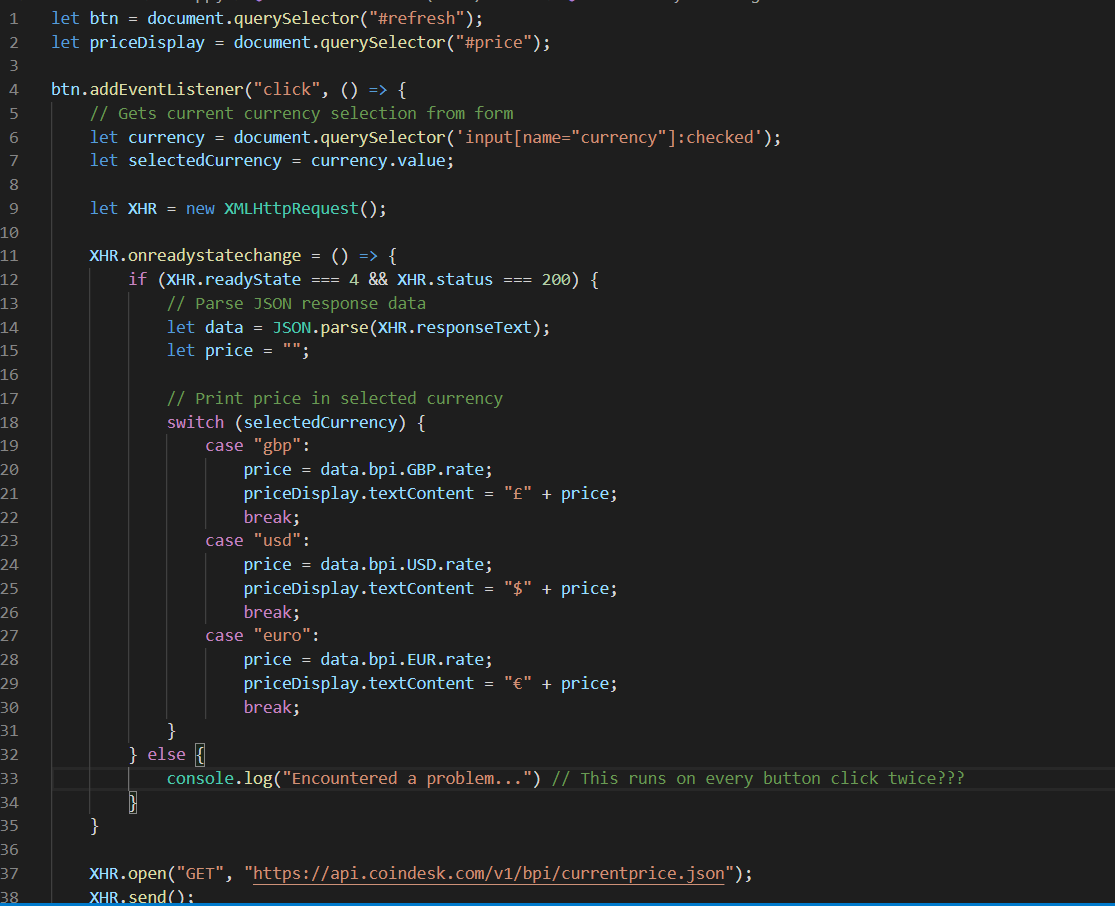 1 let btn = document.querySelector("#refresh");
2 let priceDisplay = document.querySelector("#price");
3
4 btn.addEventListener("click", () => {
5     // Gets current currency selection from form
6     let currency = document.querySelector('input[name="currency"]:checked');
7     let selectedCurrency = currency.value;
8
9     let XHR = new XMLHttpRequest();
10
11     XHR.onreadystatechange = () => {
12         if (XHR.readyState === 4 && XHR.status === 200) {
13             // Parse JSON response data
14             let data = JSON.parse(XHR.responseText);
15             let price = "";
16
17             // Print price in selected currency
18             switch (selectedCurrency) {
19                 case "gbp":
20                     price = data.bpi.GBP.rate;
21                     priceDisplay.textContent = "£" + price;
22                     break;
23                 case "usd":
24                     price = data.bpi.USD.rate;
25                     priceDisplay.textContent = "$" + price;
26                     break;
27                 case "euro":
28                     price = data.bpi.EUR.rate;
29                     priceDisplay.textContent = "€" + price;
30                     break;
31             }
32         } else {
33             console.log("Encountered a problem...") // This runs on every button click twice???
34         }
35     }
36
37     XHR.open("GET", "https://api.coindesk.com/v1/bpi/currentprice.json");
38     XHR.send();